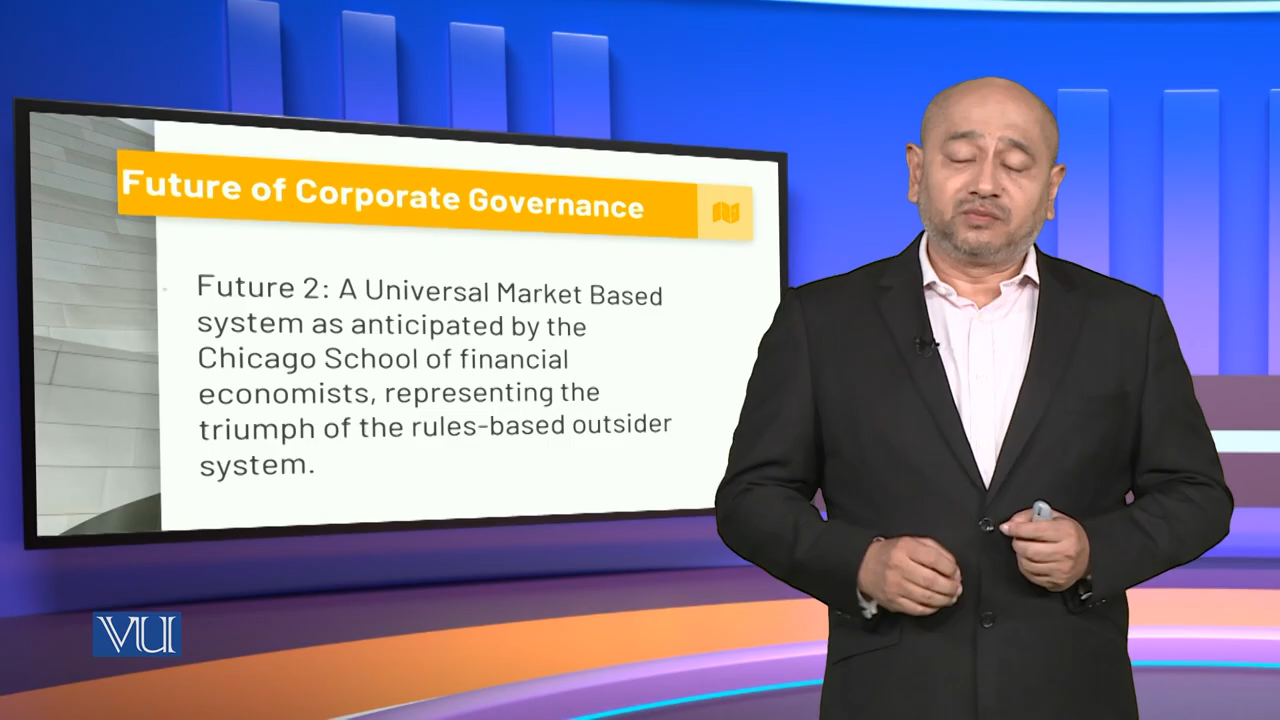 Future of Corporate Governance
Future 2: A Universal Market Based
system as anticipated by the
Chicago School of financial
economists, representing the
triumph of the rules-based outsider
system.
VU